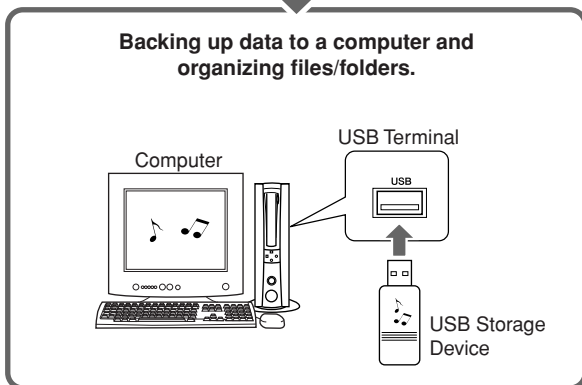 Backing up data to a computer and
organizing files/folders.
USB Terminal
Computer
USB
USB Storage
Device